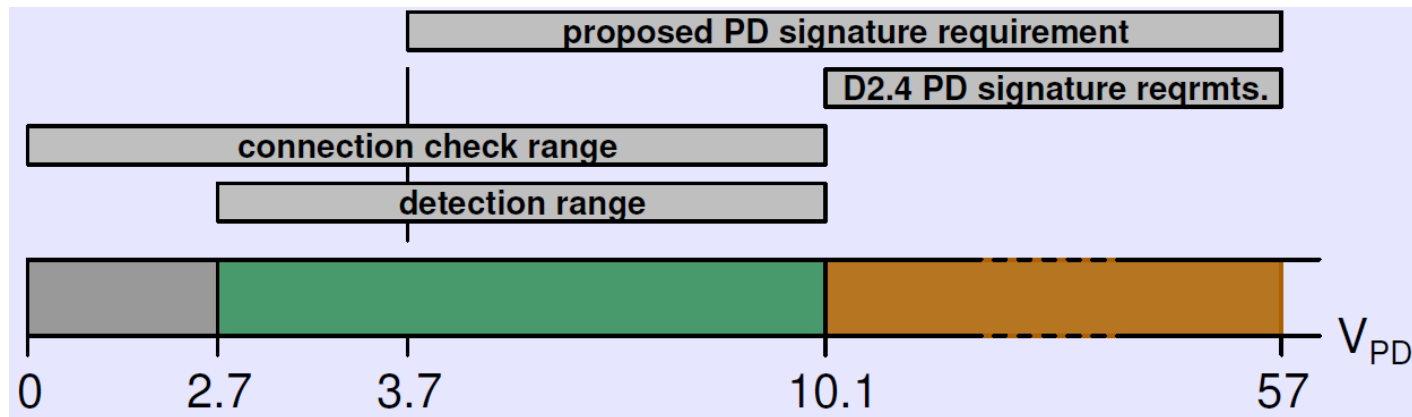 proposed PD signature requirement
D2.4 PD signature reqrmts.
connection check range
detection range
V_PD
0 2.7 3.7 10.1 57